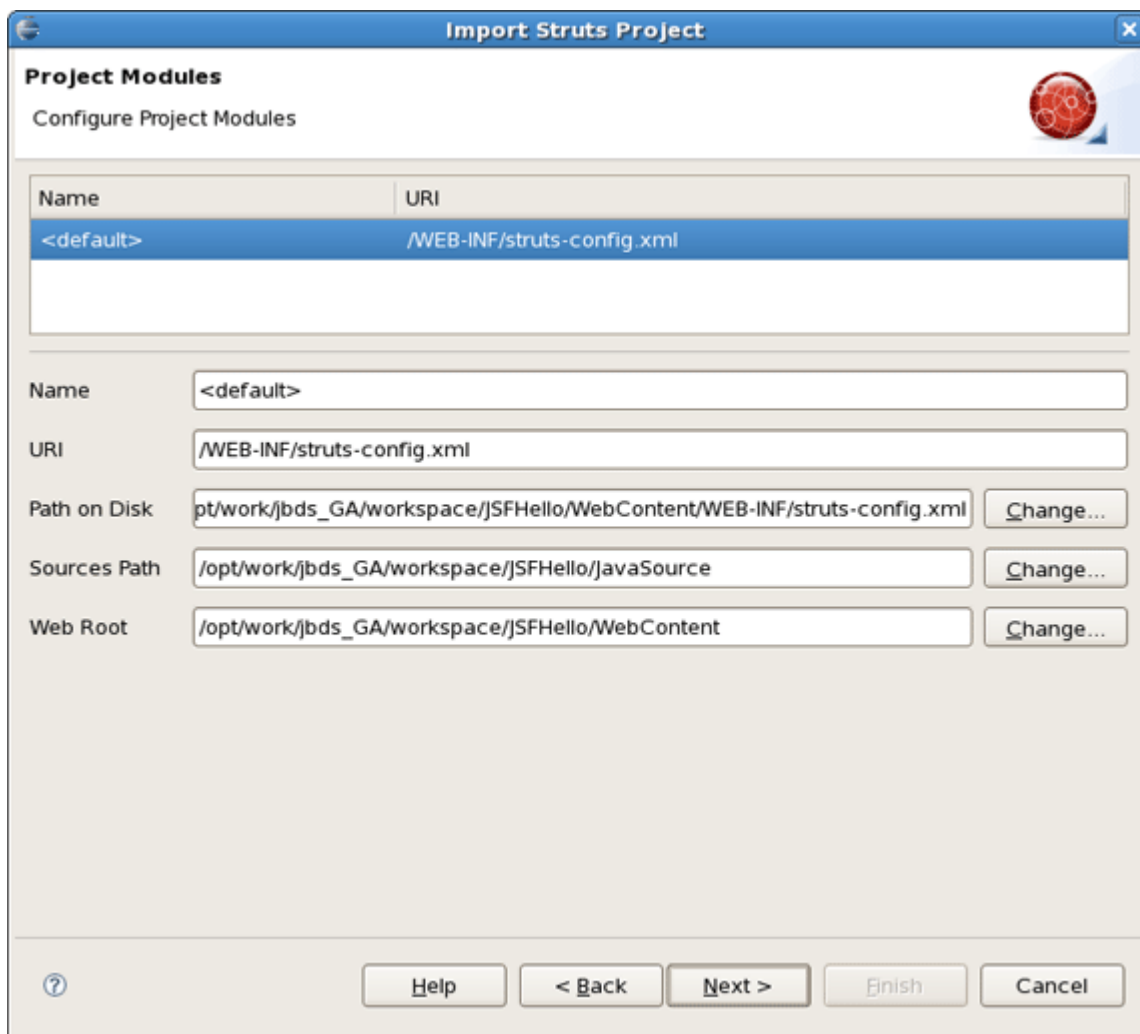 Import Struts Project
Project Modules
Configure Project Modules
Name URI
<default> /WEB-INF/struts-config.xml
Name <default>
URI /WEB-INF/struts-config.xml
Path on Disk pt/work/jbds_GA/workspace/JSFHello/WebContent/WEB-INF/struts-config.xml Change...
Sources Path /opt/work/jbds_GA/workspace/JSFHello/JavaSource Change...
Web Root /opt/work/jbds_GA/workspace/JSFHello/WebContent Change...
? Help < Back Next > Finish Cancel